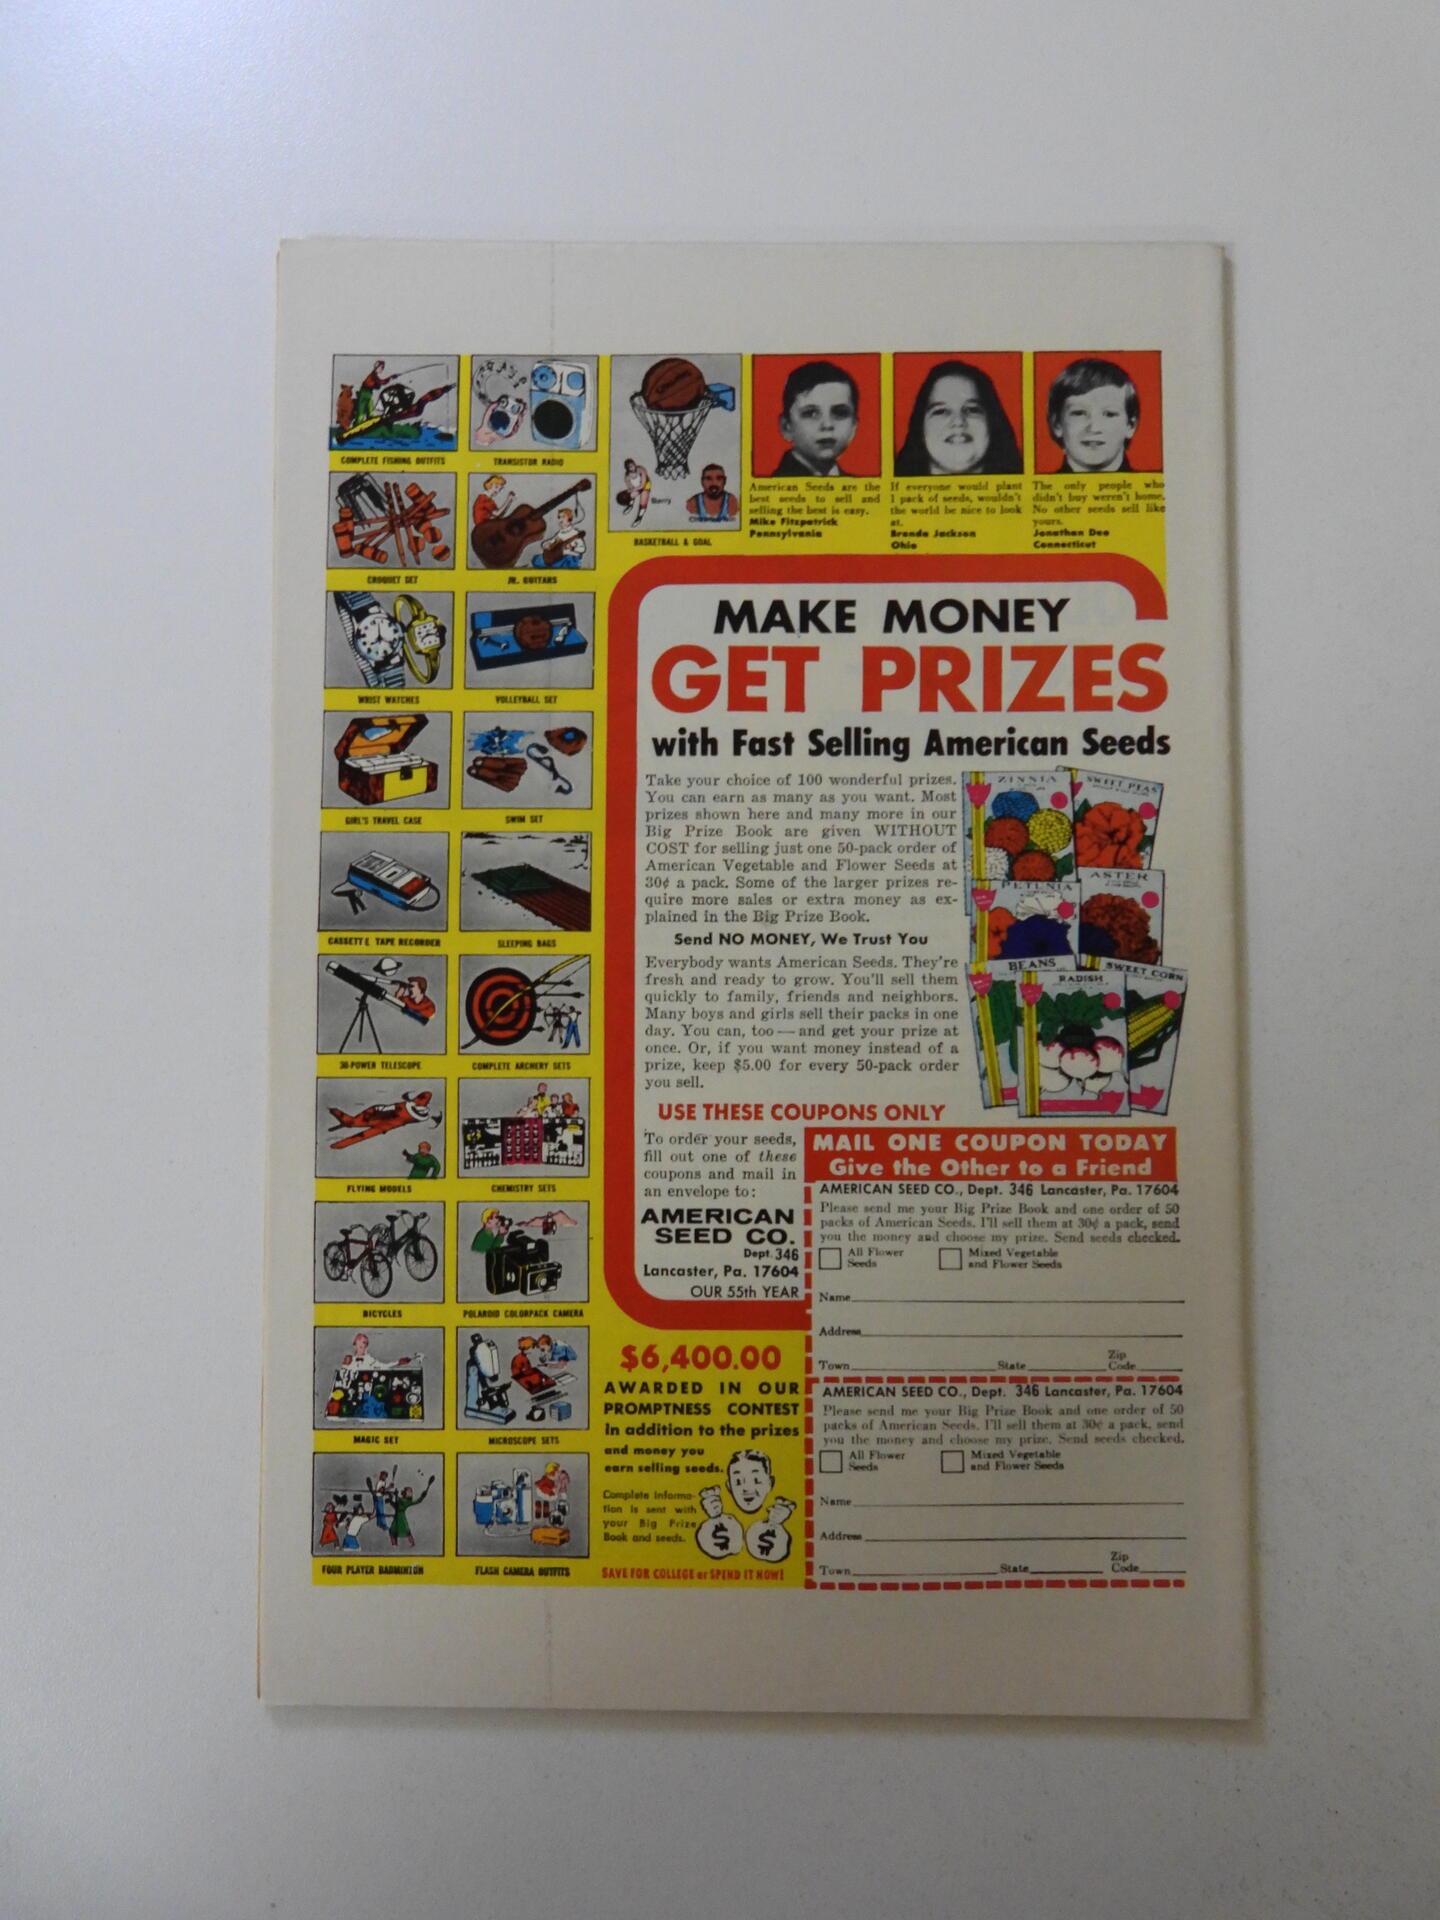 COMPLETE FISHING OUTFITS
TRANSISTOR RADIO
CROQUET SET
JR. GUITARS
WRIST WATCHES
VOLLEYBALL SET
GIRL'S TRAVEL CASE
SWIM SET
CASSETTE TAPE RECORDER
SLEEPING BAGS
30-POWER TELESCOPE
COMPLETE ARCHERY SETS
FLYING MODELS
CHEMISTRY SETS
BICYCLES
POLAROID COLORPACK CAMERA
MAGIC SET
MICROSCOPE SETS
FOUR PLAYER BADMINTON
FLASH CAMERA OUTFITS
Barry
BASKETBALL & GOAL
American Seeds are the
best seeds to sell and
selling the best is easy.
Mike Fitzpatrick
Pennsylvania
If everyone would plant
1 pack of seeds, wouldn't
the world be nice to look
at.
Brenda Jackson
Ohio
The only people who
didn't buy weren't home.
No other seeds sell like
yours.
Jonathan Dee
Connecticut
MAKE MONEY
GET PRIZES
with Fast Selling American Seeds
Take your choice of 100 wonderful prizes.
You can earn as many as you want. Most
prizes shown here and many more in our
Big Prize Book are given WITHOUT
COST for selling just one 50-pack order of
American Vegetable and Flower Seeds at
30¢ a pack. Some of the larger prizes re-
quire more sales or extra money as ex-
plained in the Big Prize Book.
Send NO MONEY, We Trust You
Everybody wants American Seeds. They're
fresh and ready to grow. You'll sell them
quickly to family, friends and neighbors.
Many boys and girls sell their packs in one
day. You can, too — and get your prize at
once. Or, if you want money instead of a
prize, keep $5.00 for every 50-pack order
you sell.
ZINNIA
SWEET PEAS
PETUNIA
ASTER
BEANS
RADISH
SWEET CORN
USE THESE COUPONS ONLY
To order your seeds,
fill out one of these
coupons and mail in
an envelope to:
AMERICAN
SEED CO.
Dept. 346
Lancaster, Pa. 17604
OUR 55th YEAR
MAIL ONE COUPON TODAY
Give the Other to a Friend
AMERICAN SEED CO., Dept. 346 Lancaster, Pa. 17604
Please send me your Big Prize Book and one order of 50
packs of American Seeds. I'll sell them at 30¢ a pack, send
you the money and choose my prize. Send seeds checked.
All Flower Seeds
Mixed Vegetable and Flower Seeds
Name
Address
Town State Zip Code
AMERICAN SEED CO., Dept. 346 Lancaster, Pa. 17604
Please send me your Big Prize Book and one order of 50
packs of American Seeds. I'll sell them at 30¢ a pack, send
you the money and choose my prize. Send seeds checked.
All Flower Seeds
Mixed Vegetable and Flower Seeds
Name
Address
Town State Zip Code
$6,400.00
AWARDED IN OUR
PROMPTNESS CONTEST
In addition to the prizes
and money you
earn selling seeds.
Complete informa-
tion is sent with
your Big Prize
Book and seeds.
$ $
SAVE FOR COLLEGE or SPEND IT NOW!